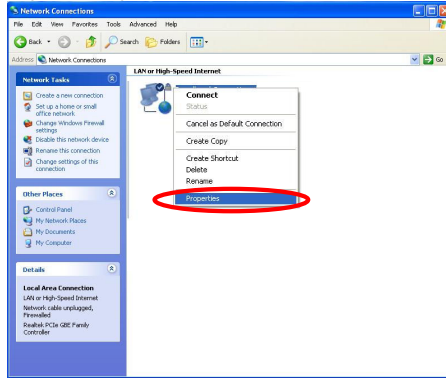 Network Connections
File Edit View Favorites Tools Advanced Help
Back Search Folders
Address Network Connections Go
Network Tasks
Create a new connection
Set up a home or small
office network
Change Windows Firewall
settings
Disable this network device
Rename this connection
Change settings of this
connection
Other Places
Control Panel
My Network Places
My Documents
My Computer
Details
Local Area Connection
LAN or High-Speed Internet
Network cable unplugged,
Firewalled
Realtek PCIe GBE Family
Controller
LAN or High-Speed Internet
Connect
Status
Cancel as Default Connection
Create Copy
Create Shortcut
Delete
Rename
Properties